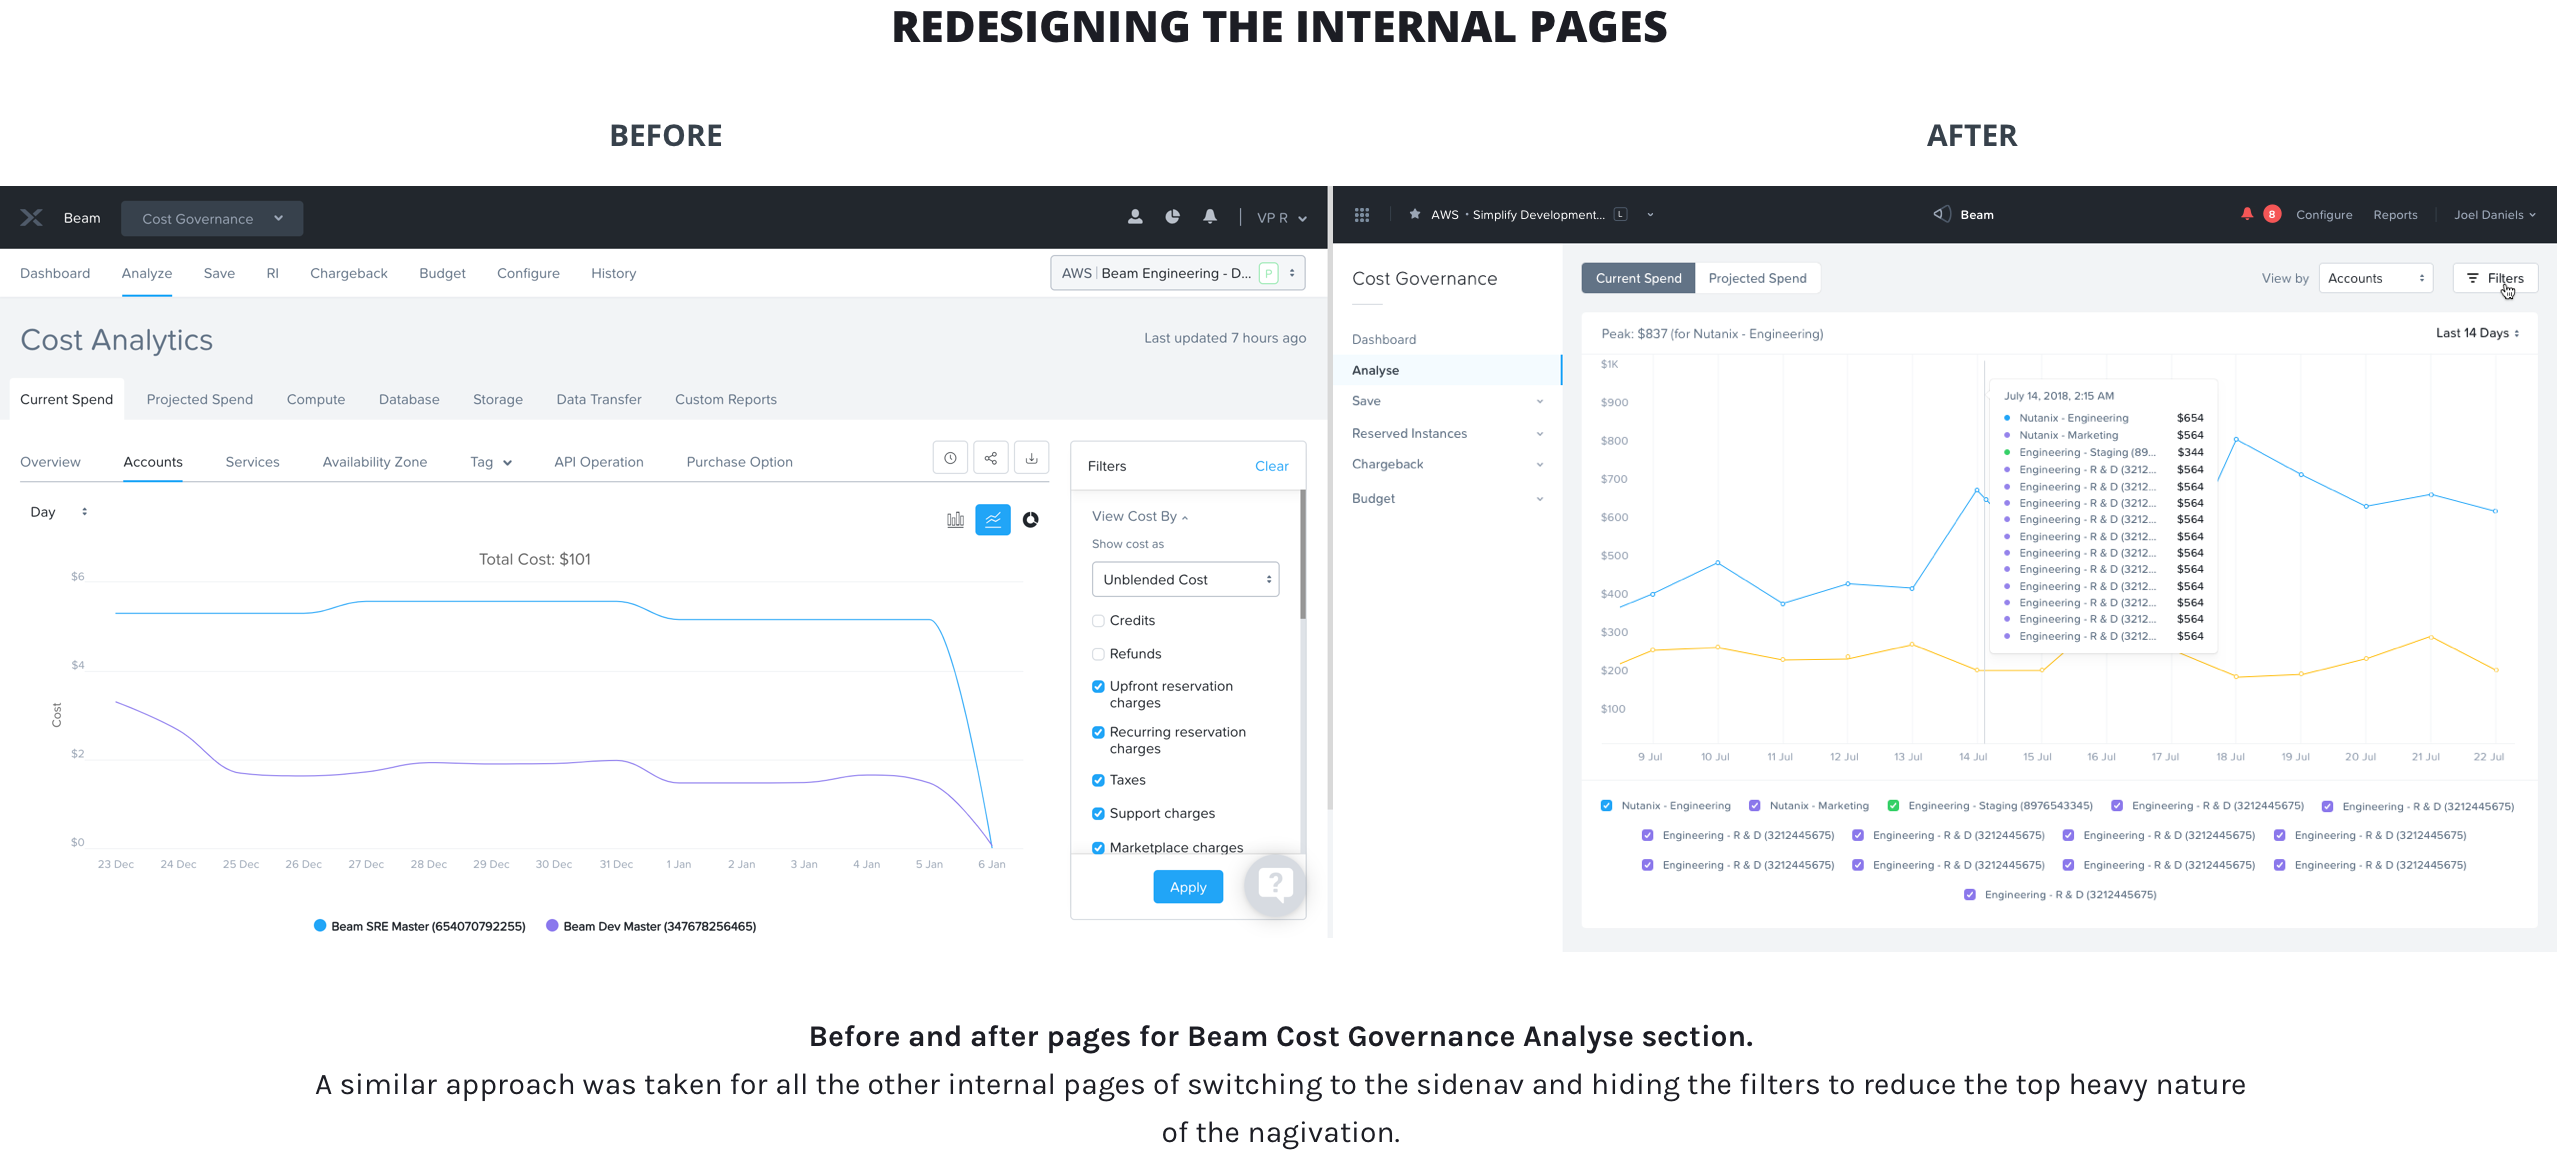 REDESIGNING THE INTERNAL PAGES
BEFORE
Beam
Cost Governance
VP R
Dashboard Analyze Save RI Chargeback Budget Configure History
AWS | Beam Engineering - D... P
Cost Analytics
Last updated 7 hours ago
Current Spend Projected Spend Compute Database Storage Data Transfer Custom Reports
Overview Accounts Services Availability Zone Tag API Operation Purchase Option
Day
Total Cost: $101
$6
$4
$2
$0
Cost
23 Dec 24 Dec 25 Dec 26 Dec 27 Dec 28 Dec 29 Dec 30 Dec 31 Dec 1 Jan 2 Jan 3 Jan 4 Jan 5 Jan 6 Jan
Beam SRE Master (654070792255) Beam Dev Master (347678256465)
Filters Clear
View Cost By
Show cost as
Unblended Cost
Credits
Refunds
Upfront reservation
charges
Recurring reservation
charges
Taxes
Support charges
Marketplace charges
Apply
?
AFTER
AWS • Simplify Development... L
Beam
8 Configure Reports Joel Daniels
Cost Governance
Dashboard
Analyse
Save
Reserved Instances
Chargeback
Budget
Current Spend Projected Spend
View by Accounts Filters
Peak: $837 (for Nutanix - Engineering)
Last 14 Days
$1K
$900
$800
$700
$600
$500
$400
$300
$200
$100
July 14, 2018, 2:15 AM
Nutanix - Engineering $654
Nutanix - Marketing $564
Engineering - Staging (89... $344
Engineering - R & D (3212... $564
Engineering - R & D (3212... $564
Engineering - R & D (3212... $564
Engineering - R & D (3212... $564
Engineering - R & D (3212... $564
Engineering - R & D (3212... $564
Engineering - R & D (3212... $564
Engineering - R & D (3212... $564
Engineering - R & D (3212... $564
Engineering - R & D (3212... $564
Engineering - R & D (3212... $564
9 Jul 10 Jul 11 Jul 12 Jul 13 Jul 14 Jul 15 Jul 16 Jul 17 Jul 18 Jul 19 Jul 20 Jul 21 Jul 22 Jul
Nutanix - Engineering Nutanix - Marketing Engineering - Staging (8976543345) Engineering - R & D (3212445675) Engineering - R & D (3212445675)
Engineering - R & D (3212445675) Engineering - R & D (3212445675) Engineering - R & D (3212445675) Engineering - R & D (3212445675)
Engineering - R & D (3212445675) Engineering - R & D (3212445675) Engineering - R & D (3212445675) Engineering - R & D (3212445675)
Engineering - R & D (3212445675)
Before and after pages for Beam Cost Governance Analyse section.
A similar approach was taken for all the other internal pages of switching to the sidenav and hiding the filters to reduce the top heavy nature
of the nagivation.